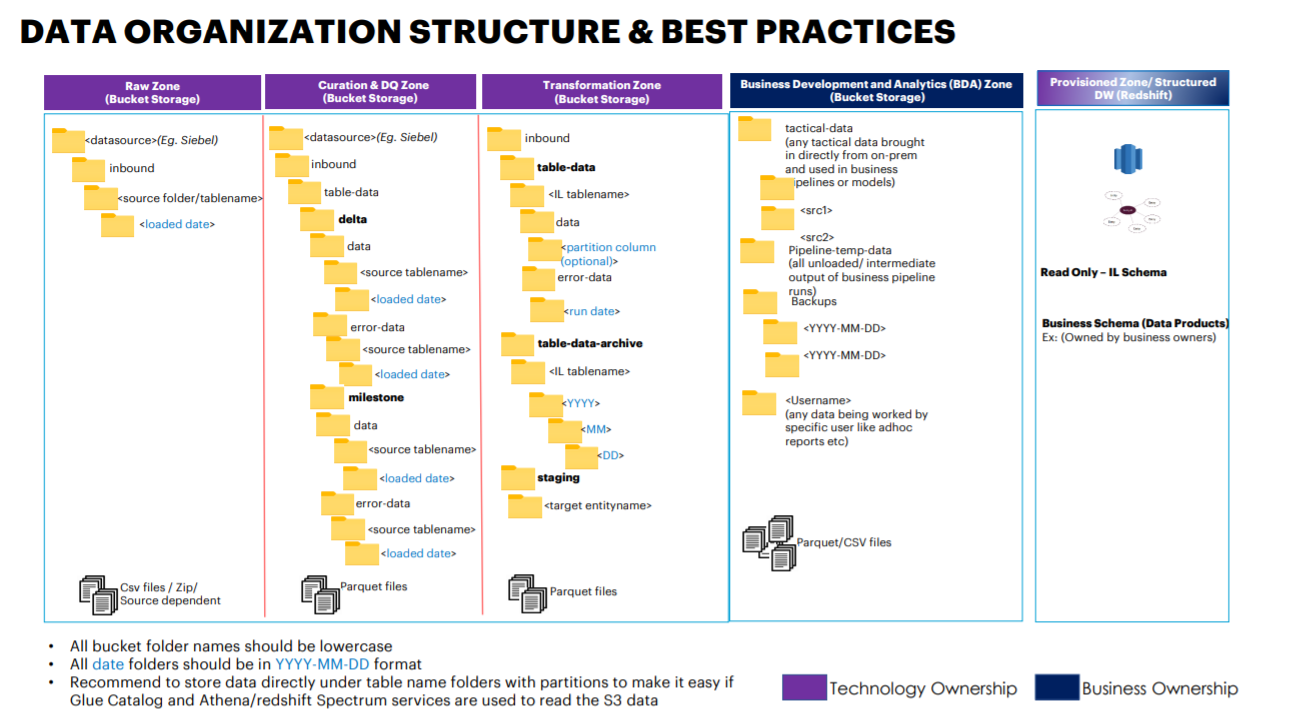 DATA ORGANIZATION STRUCTURE & BEST PRACTICES
Raw Zone
(Bucket Storage)
<datasource>(Eg. Siebel)
inbound
<source folder/tablename>
<loaded date>
Csv files / Zip/
Source dependent
Curation & DQ Zone
(Bucket Storage)
<datasource>(Eg. Siebel)
inbound
table-data
delta
data
<source tablename>
<loaded date>
error-data
<source tablename>
<loaded date>
milestone
data
<source tablename>
<loaded date>
error-data
<source tablename>
<loaded date>
Parquet files
Transformation Zone
(Bucket Storage)
inbound
table-data
<IL tablename>
data
<partition column
(optional)>
error-data
<run date>
table-data-archive
<IL tablename>
<YYYY>
<MM>
<DD>
staging
<target entityname>
Parquet files
Business Development and Analytics (BDA) Zone
(Bucket Storage)
tactical-data
(any tactical data brought
in directly from on-prem
and used in business
ipelines or models)
<src1>
<src2>
Pipeline-temp-data
(all unloaded/ intermediate
output of business pipeline
runs)
Backups
<YYYY-MM-DD>
<YYYY-MM-DD>
<Username>
(any data being worked by
specific user like adhoc
reports etc)
Parquet/CSV files
Provisioned Zone/ Structured
DW (Redshift)
Read Only – IL Schema
Business Schema (Data Products)
Ex: (Owned by business owners)
• All bucket folder names should be lowercase
• All date folders should be in YYYY-MM-DD format
• Recommend to store data directly under table name folders with partitions to make it easy if
Glue Catalog and Athena/redshift Spectrum services are used to read the S3 data
Technology Ownership
Business Ownership